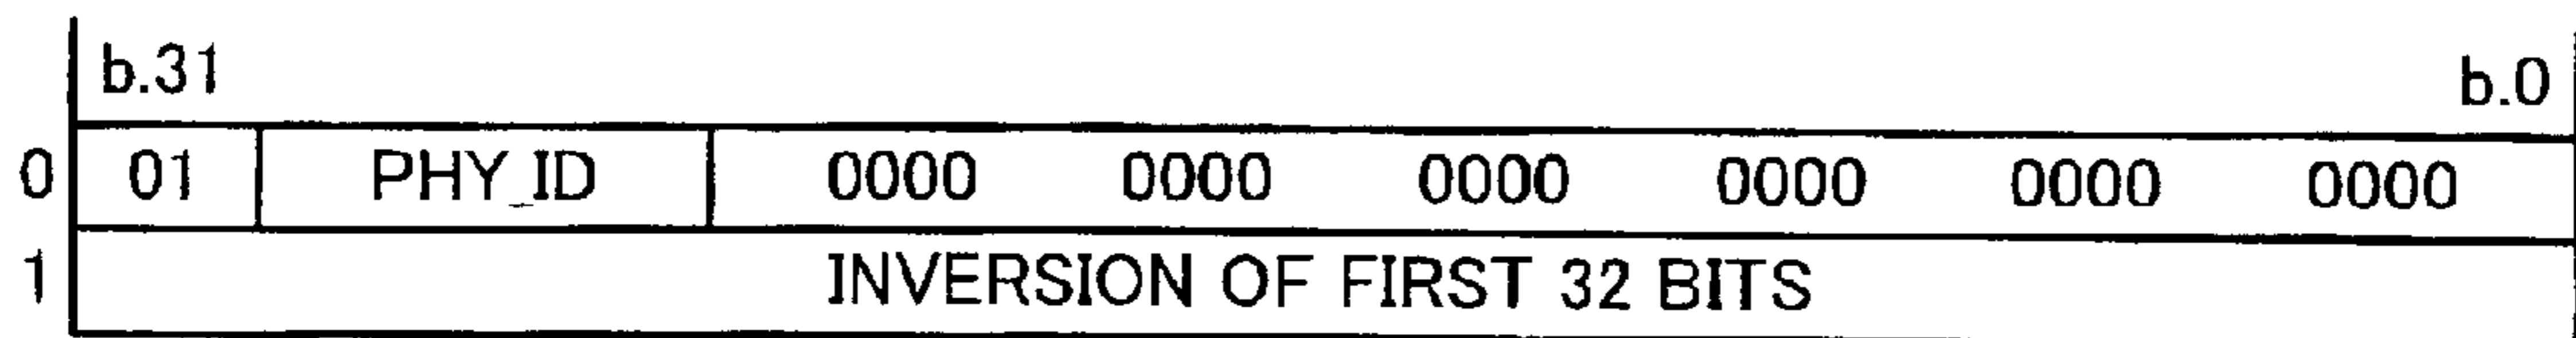 b.31 b.0
0 01 PHY_ID 0000 0000 0000 0000 0000 0000
1 INVERSION OF FIRST 32 BITS